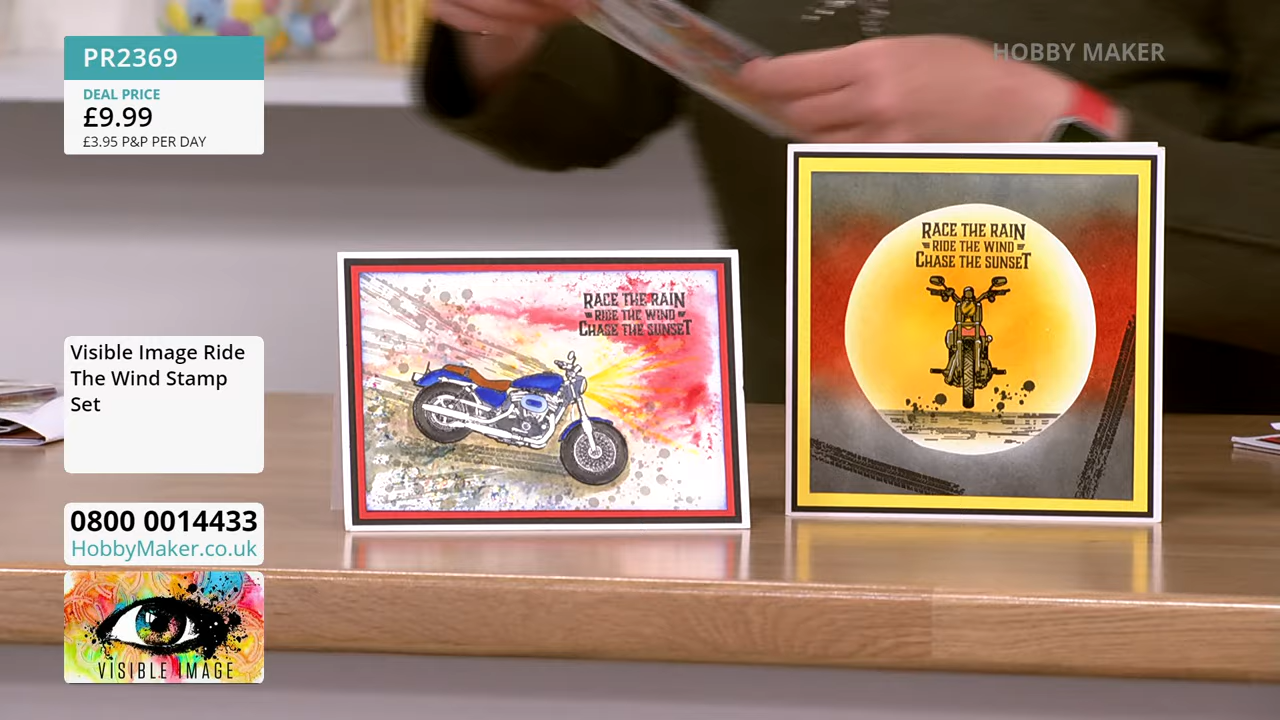 PR2369
DEAL PRICE
£9.99
£3.95 P&P PER DAY
HOBBY MAKER
Visible Image Ride
The Wind Stamp
Set
0800 0014433
HobbyMaker.co.uk
VISIBLE IMAGE
RACE THE RAIN
RIDE THE WIND
CHASE THE SUNSET
RACE THE RAIN
RIDE THE WIND
CHASE THE SUNSET